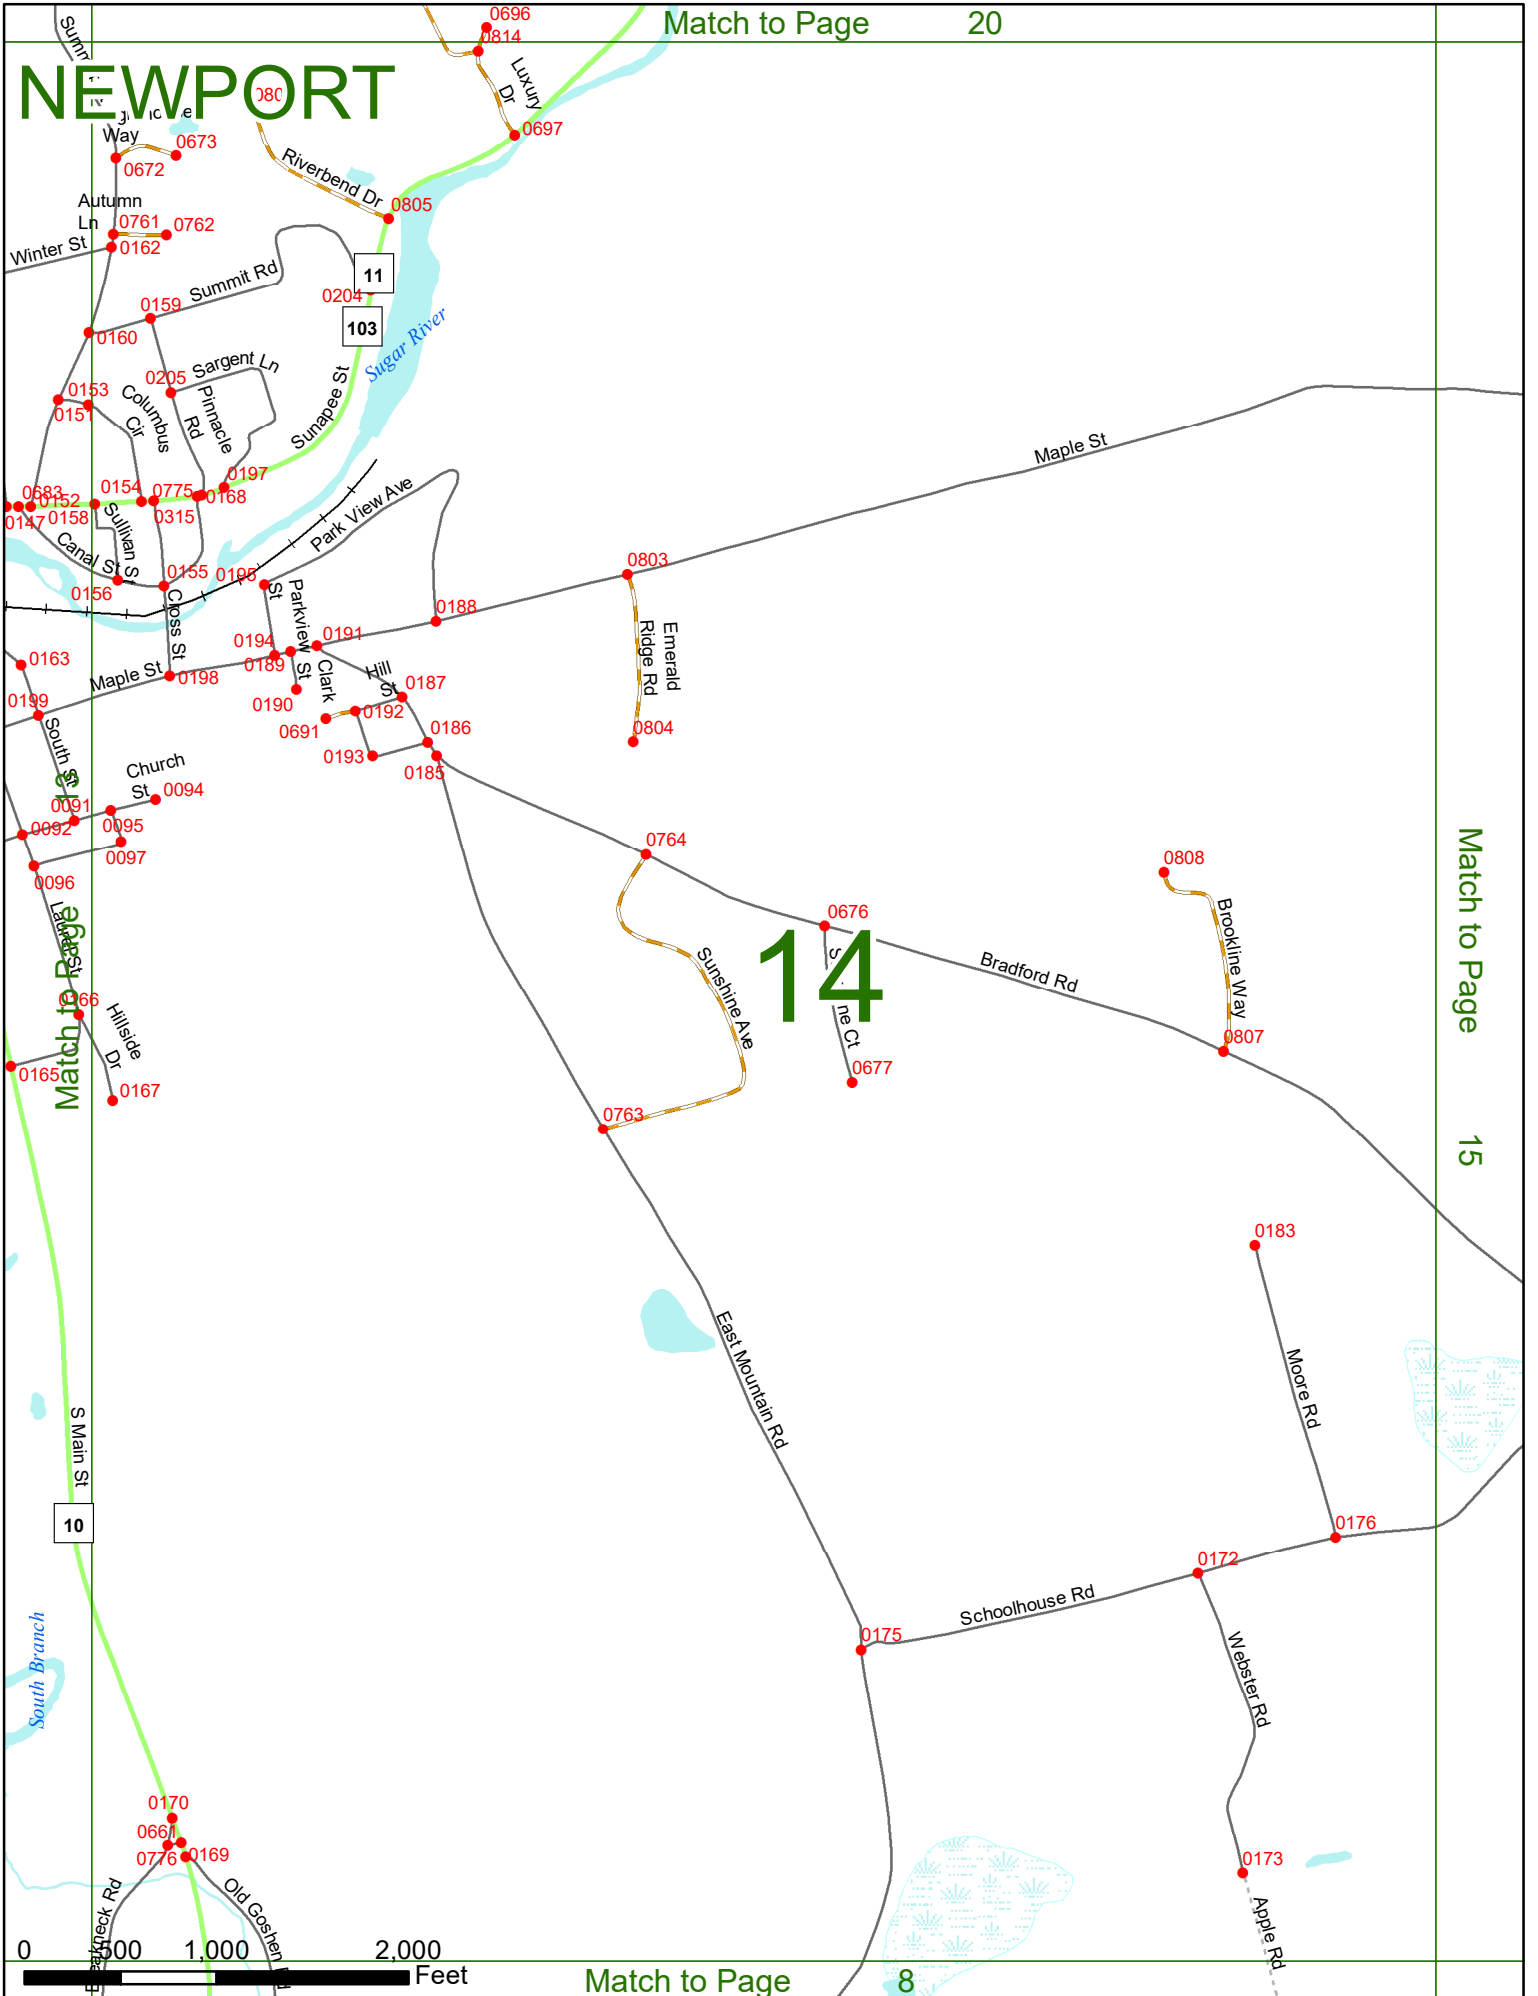 Match to Page 20
NEWPORT
0696
0814
Luxury
Dr
0697
Way
0673
0672
Riverbend Dr
0805
Autumn
Ln
0761
0762
Winter St
0162
11
Summit Rd
0204
0159
103
0160
Sugar River
Sargent Ln
0205
0153
0151
Columbus
Cir
Pinnacle
Rd
Sunapee St
Maple St
0197
0683
0152
0154
0775
0168
0147
0158
0315
Sullivan St
Park View Ave
Canal St
0156
0155
0195
0803
Cross St
Parkview St
St
0188
0191
0194
0189
Emerald
Ridge Rd
0163
Maple St
0198
Clark
Hill
St
0187
0190
0199
0691
0192
0186
0804
South St
0193
0185
Church
St
0094
0091
0092
0095
0097
0096
0764
0808
Match to Page 13
Laurel St
0676
14
Sunshine Ave
Bradford Rd
Brookline Way
Match to Page 15
0166
Hillside
Dr
ne Ct
0807
0165
0677
0167
0763
0183
East Mountain Rd
Moore Rd
S Main St
10
0176
0172
Schoolhouse Rd
0175
South Branch
Webster Rd
0170
0661
0776
0169
0173
Old Goshen Rd
Apple Rd
0 500 1,000 2,000
Feet
Match to Page 8